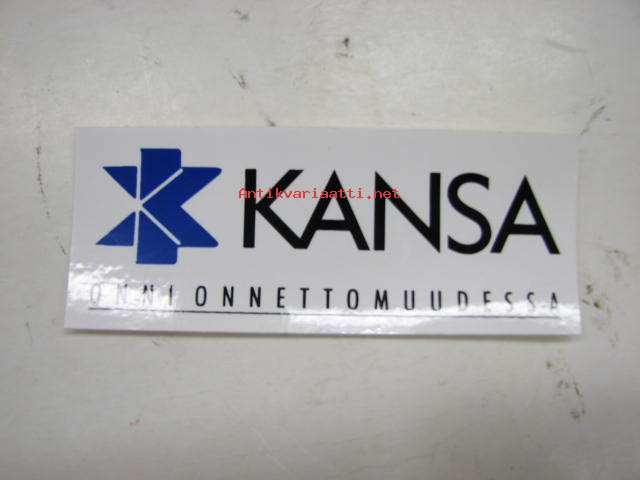 KANSA
Antikvariaatti.net
ONNI ONNETTOMUUDESSA